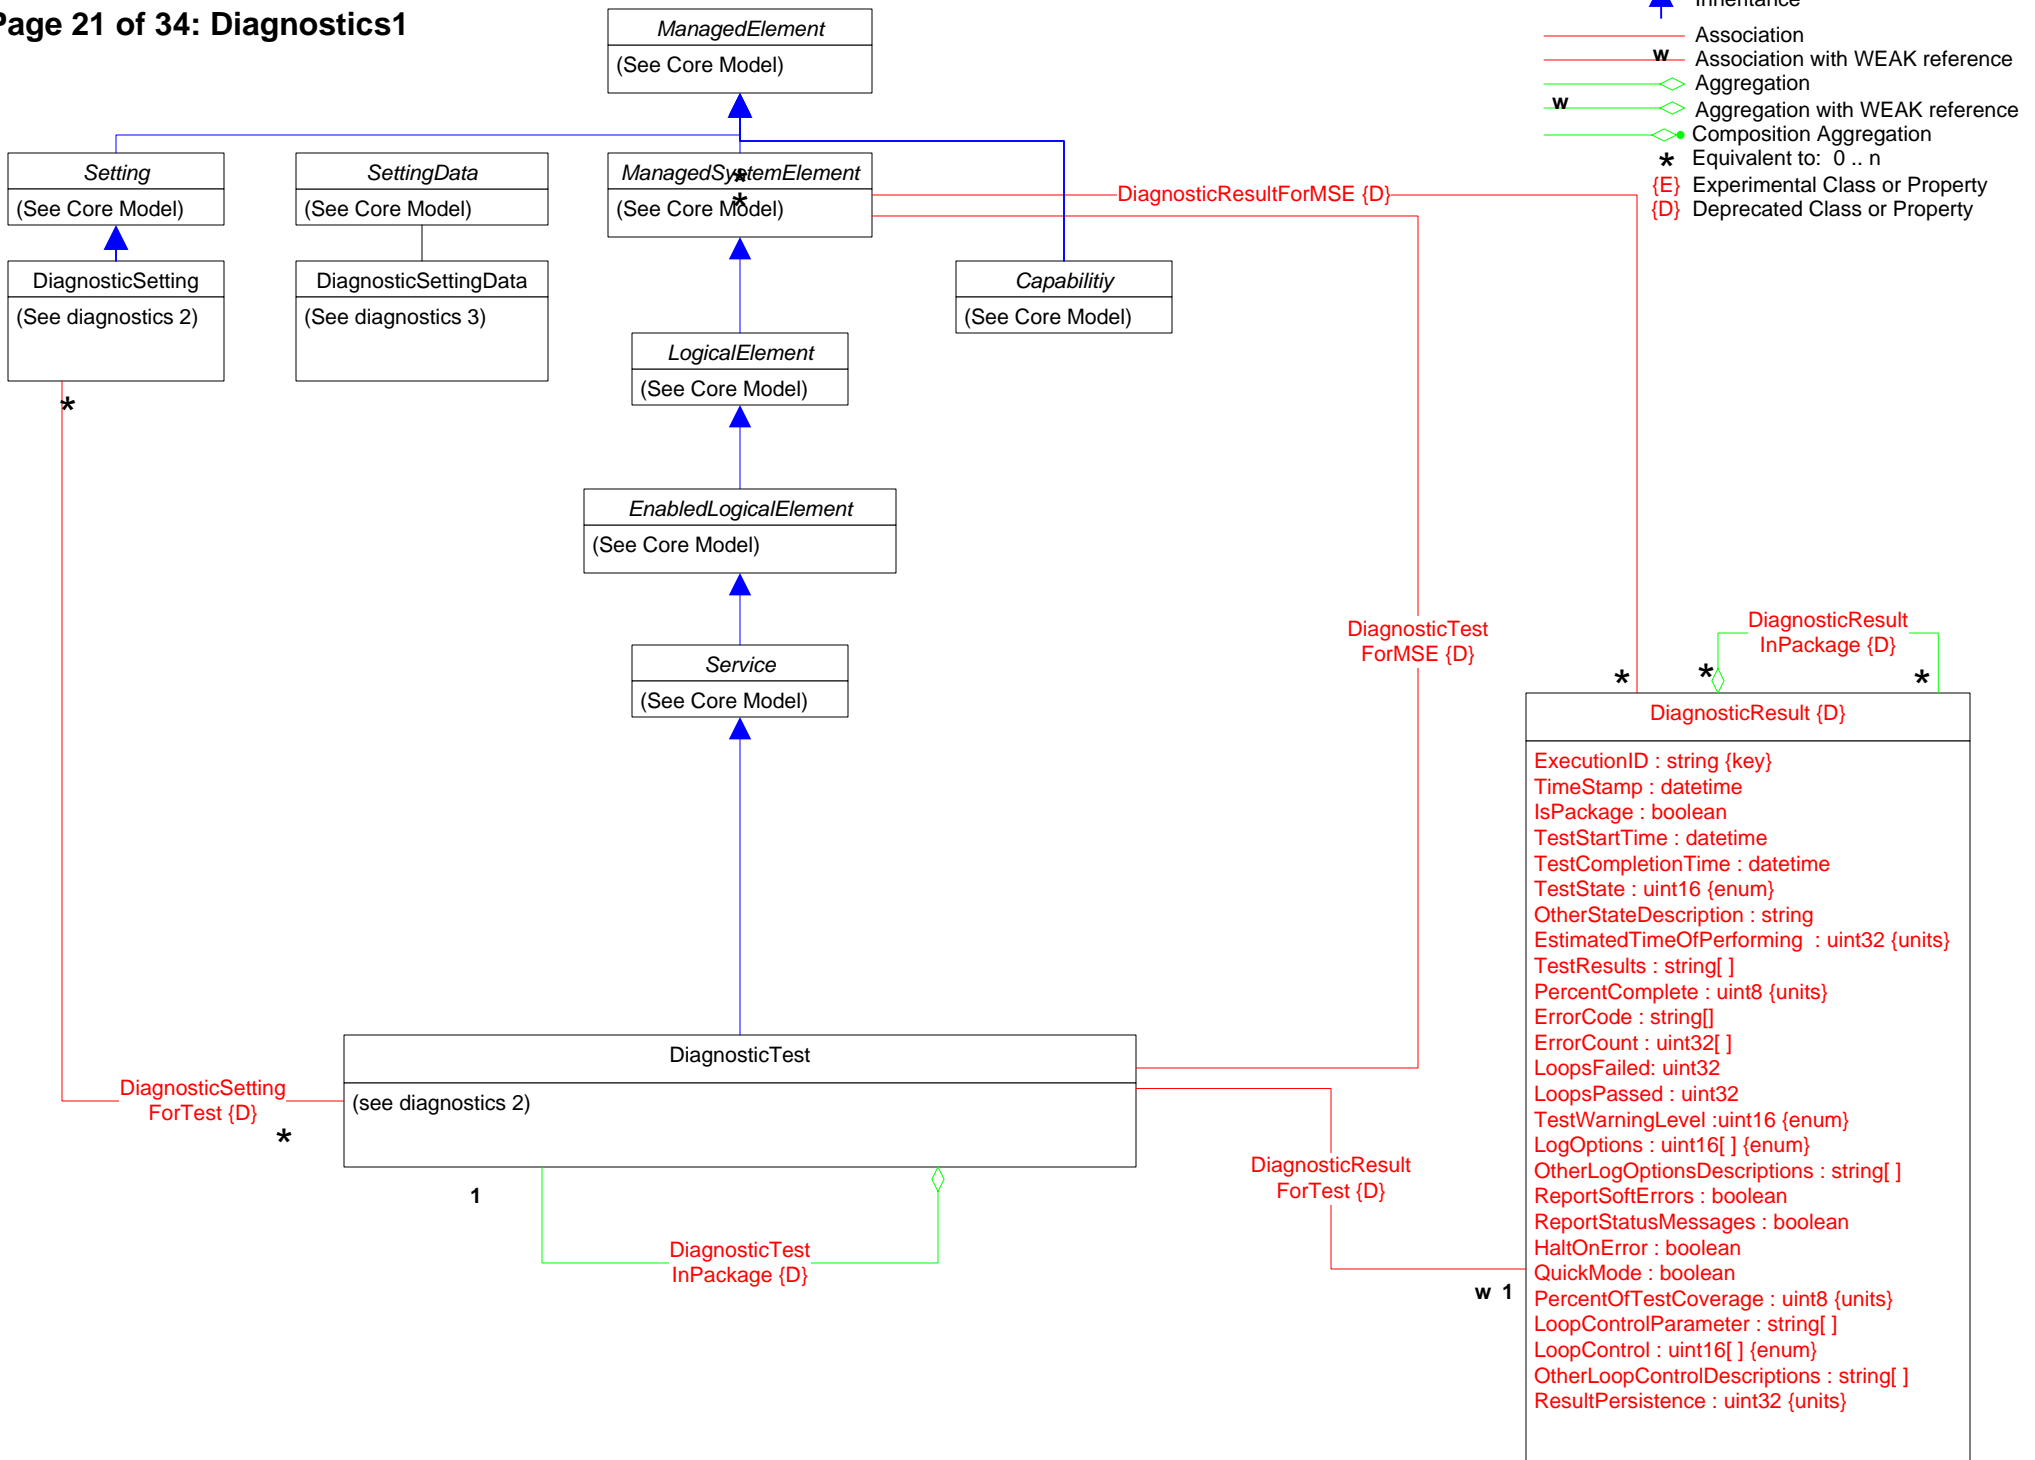 Page 21 of 34: Diagnostics1
Inheritance
Association
w Association with WEAK reference
Aggregation
w Aggregation with WEAK reference
Composition Aggregation
* Equivalent to: 0 .. n
{E} Experimental Class or Property
{D} Deprecated Class or Property
ManagedElement
(See Core Model)
Setting
(See Core Model)
SettingData
(See Core Model)
ManagedSystemElement
*
*
(See Core Model)
DiagnosticResultForMSE {D}
DiagnosticSetting
(See diagnostics 2)
*
DiagnosticSettingData
(See diagnostics 3)
Capabilitiy
(See Core Model)
LogicalElement
(See Core Model)
EnabledLogicalElement
(See Core Model)
Service
(See Core Model)
DiagnosticTest
ForMSE {D}
DiagnosticResult
InPackage {D}
*
*
*
DiagnosticResult {D}
ExecutionID : string {key}
TimeStamp : datetime
IsPackage : boolean
TestStartTime : datetime
TestCompletionTime : datetime
TestState : uint16 {enum}
OtherStateDescription : string
EstimatedTimeOfPerforming : uint32 {units}
TestResults : string[ ]
PercentComplete : uint8 {units}
ErrorCode : string[]
ErrorCount : uint32[ ]
LoopsFailed: uint32
LoopsPassed : uint32
TestWarningLevel :uint16 {enum}
LogOptions : uint16[ ] {enum}
OtherLogOptionsDescriptions : string[ ]
ReportSoftErrors : boolean
ReportStatusMessages : boolean
HaltOnError : boolean
QuickMode : boolean
PercentOfTestCoverage : uint8 {units}
LoopControlParameter : string[ ]
LoopControl : uint16[ ] {enum}
OtherLoopControlDescriptions : string[ ]
ResultPersistence : uint32 {units}
DiagnosticTest
(see diagnostics 2)
DiagnosticSetting
ForTest {D}
*
1
DiagnosticTest
InPackage {D}
DiagnosticResult
ForTest {D}
w 1